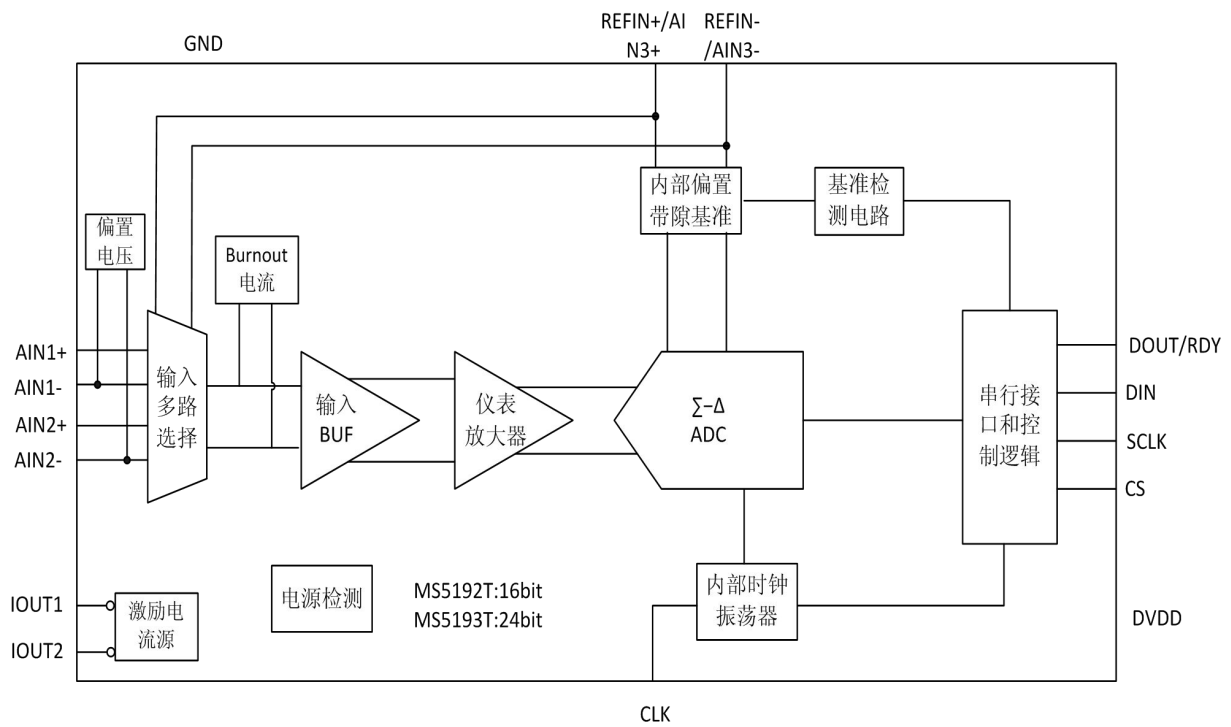 REFIN+/AI
N3+
REFIN-
/AIN3-
GND
内部偏置
带隙基准
基准检
测电路
偏置
电压
Burnout
电流
AIN1+
AIN1-
AIN2+
AIN2-
输入
多路
选择
输入
BUF
仪表
放大器
∑−Δ
ADC
串行接
口和控
制逻辑
DOUT/RDY
DIN
SCLK
CS
IOUT1
IOUT2
激励电
流源
电源检测
MS5192T:16bit
MS5193T:24bit
内部时钟
振荡器
DVDD
CLK